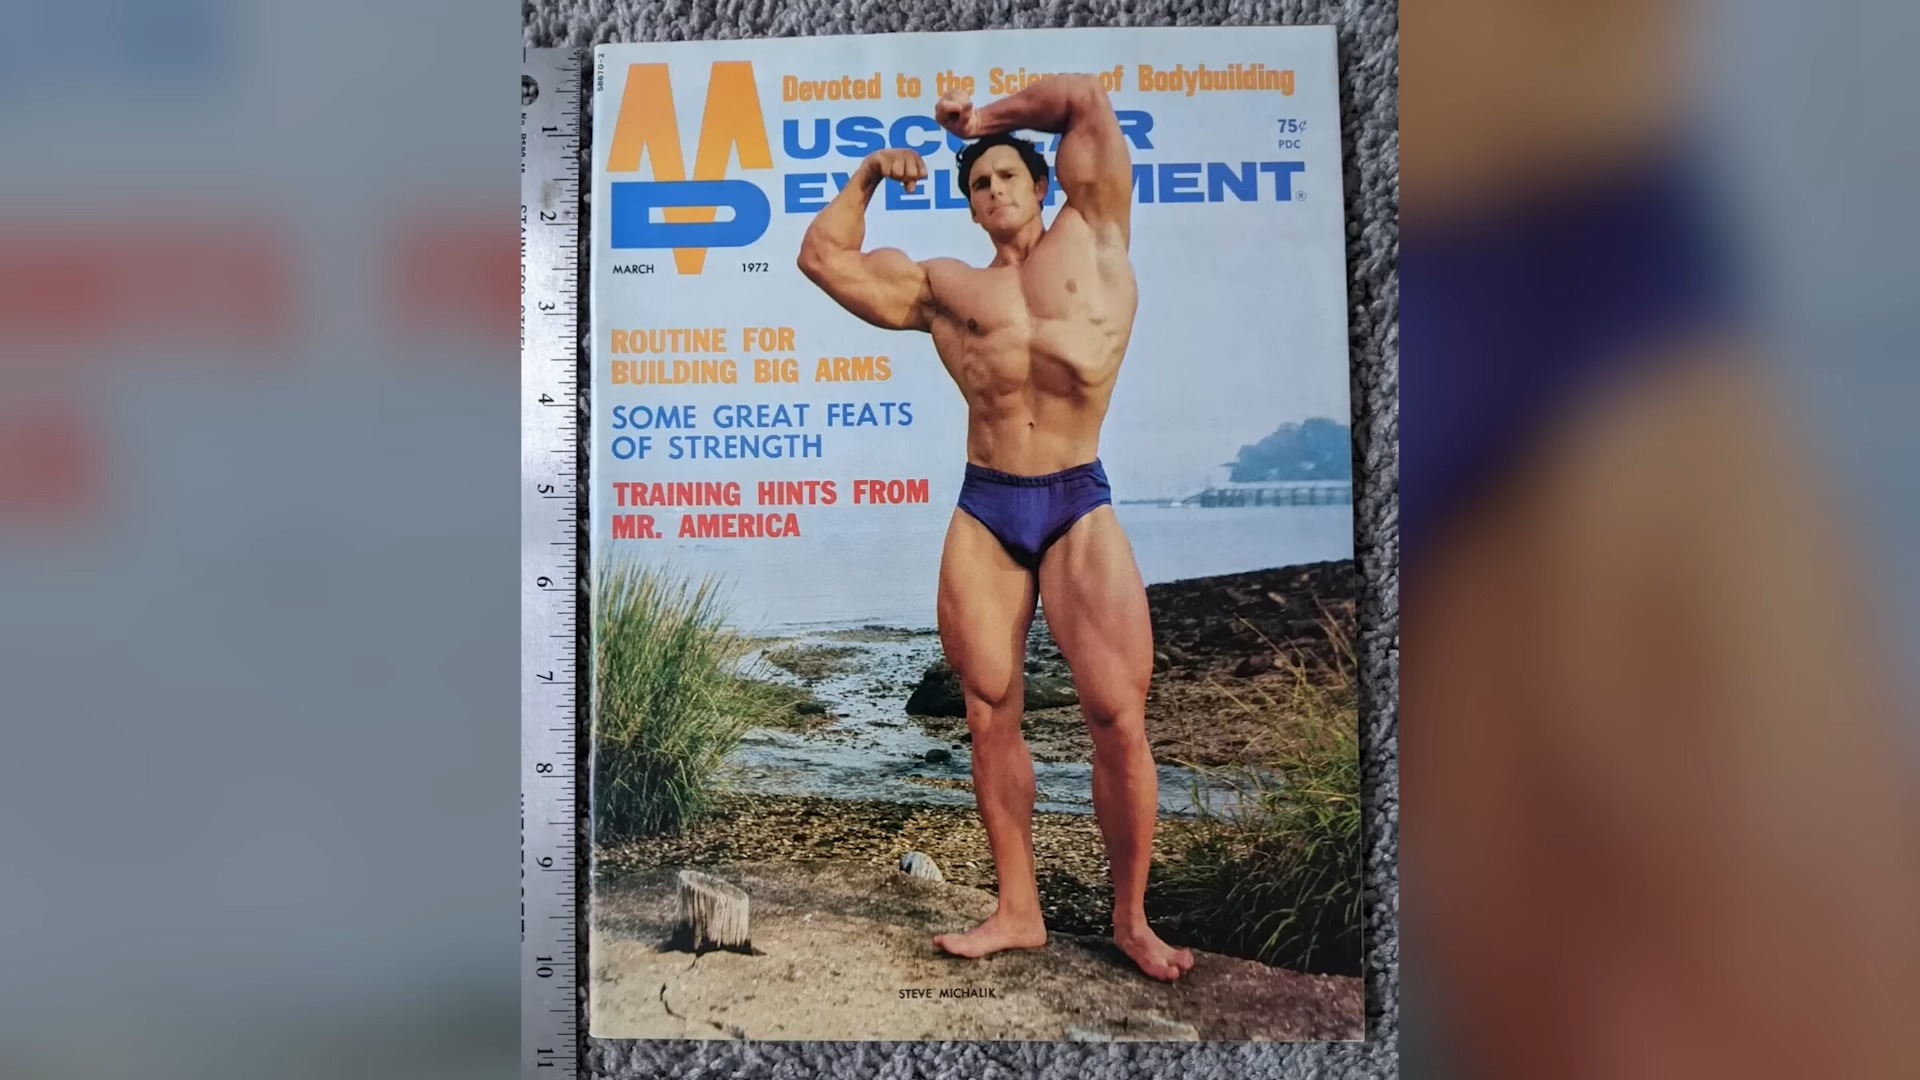 Devoted to the Science of Bodybuilding
MUSCULAR
DEVELOPMENT®
75¢
PDC
MARCH 1972
ROUTINE FOR
BUILDING BIG ARMS
SOME GREAT FEATS
OF STRENGTH
TRAINING HINTS FROM
MR. AMERICA
STEVE MICHALIK
1
2
3
4
5
6
7
8
9
10
11